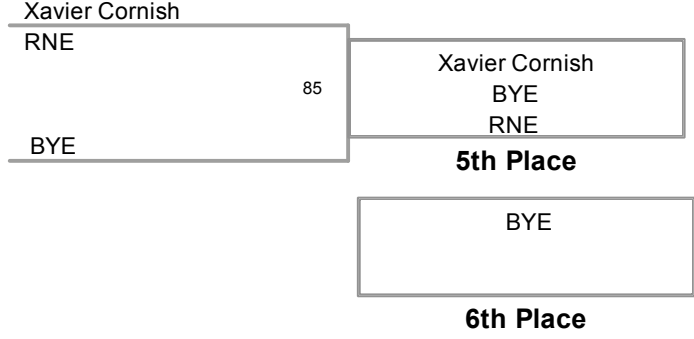 Xavier Cornish
RNE
85
BYE
Xavier Cornish
BYE
RNE
5th Place
BYE
6th Place